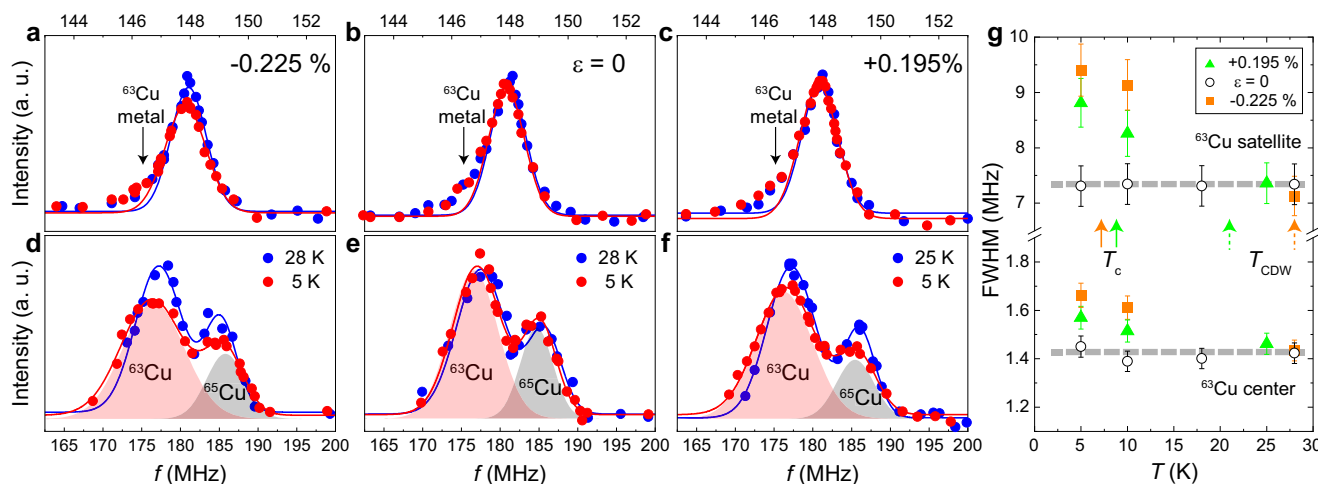 144 146 148 150 152
144 146 148 150 152
144 146 148 150 152
a
-0.225 %
63Cu
metal
Intensity (a. u.)
b
ε = 0
63Cu
metal
c
+0.195%
63Cu
metal
d
28 K
5 K
63Cu
65Cu
Intensity (a. u.)
165 170 175 180 185 190 195 200
f (MHz)
e
28 K
5 K
63Cu
65Cu
165 170 175 180 185 190 195 200
f (MHz)
f
25 K
5 K
63Cu
65Cu
165 170 175 180 185 190 195 200
f (MHz)
g
10
9
8
7
1.8
1.6
1.4
1.2
FWHM (MHz)
+0.195 %
ε = 0
-0.225 %
63Cu satellite
Tc
TCDW
63Cu center
0 5 10 15 20 25 30
T (K)